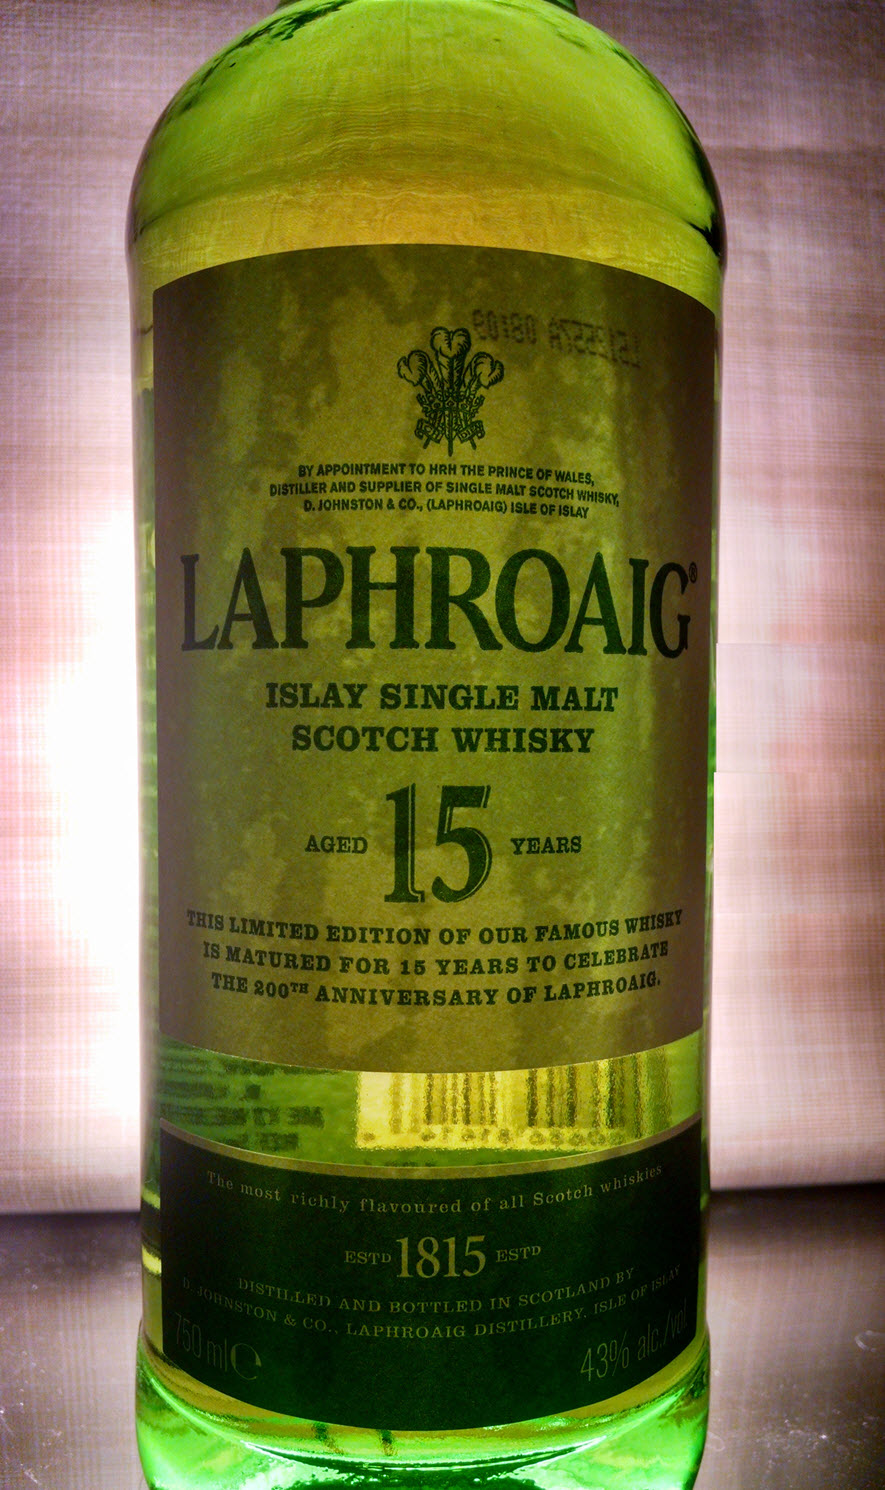 BY APPOINTMENT TO HRH THE PRINCE OF WALES,
DISTILLER AND SUPPLIER OF SINGLE MALT SCOTCH WHISKY,
D. JOHNSTON & CO., (LAPHROAIG) ISLE OF ISLAY
LAPHROAIG®
ISLAY SINGLE MALT
SCOTCH WHISKY
AGED 15 YEARS
THIS LIMITED EDITION OF OUR FAMOUS WHISKY
IS MATURED FOR 15 YEARS TO CELEBRATE
THE 200TH ANNIVERSARY OF LAPHROAIG.
The most richly flavoured of all Scotch whiskies
ESTD 1815 ESTD
DISTILLED AND BOTTLED IN SCOTLAND BY
D. JOHNSTON & CO., LAPHROAIG DISTILLERY, ISLE OF ISLAY
750 ml ℮ 43% alc./vol